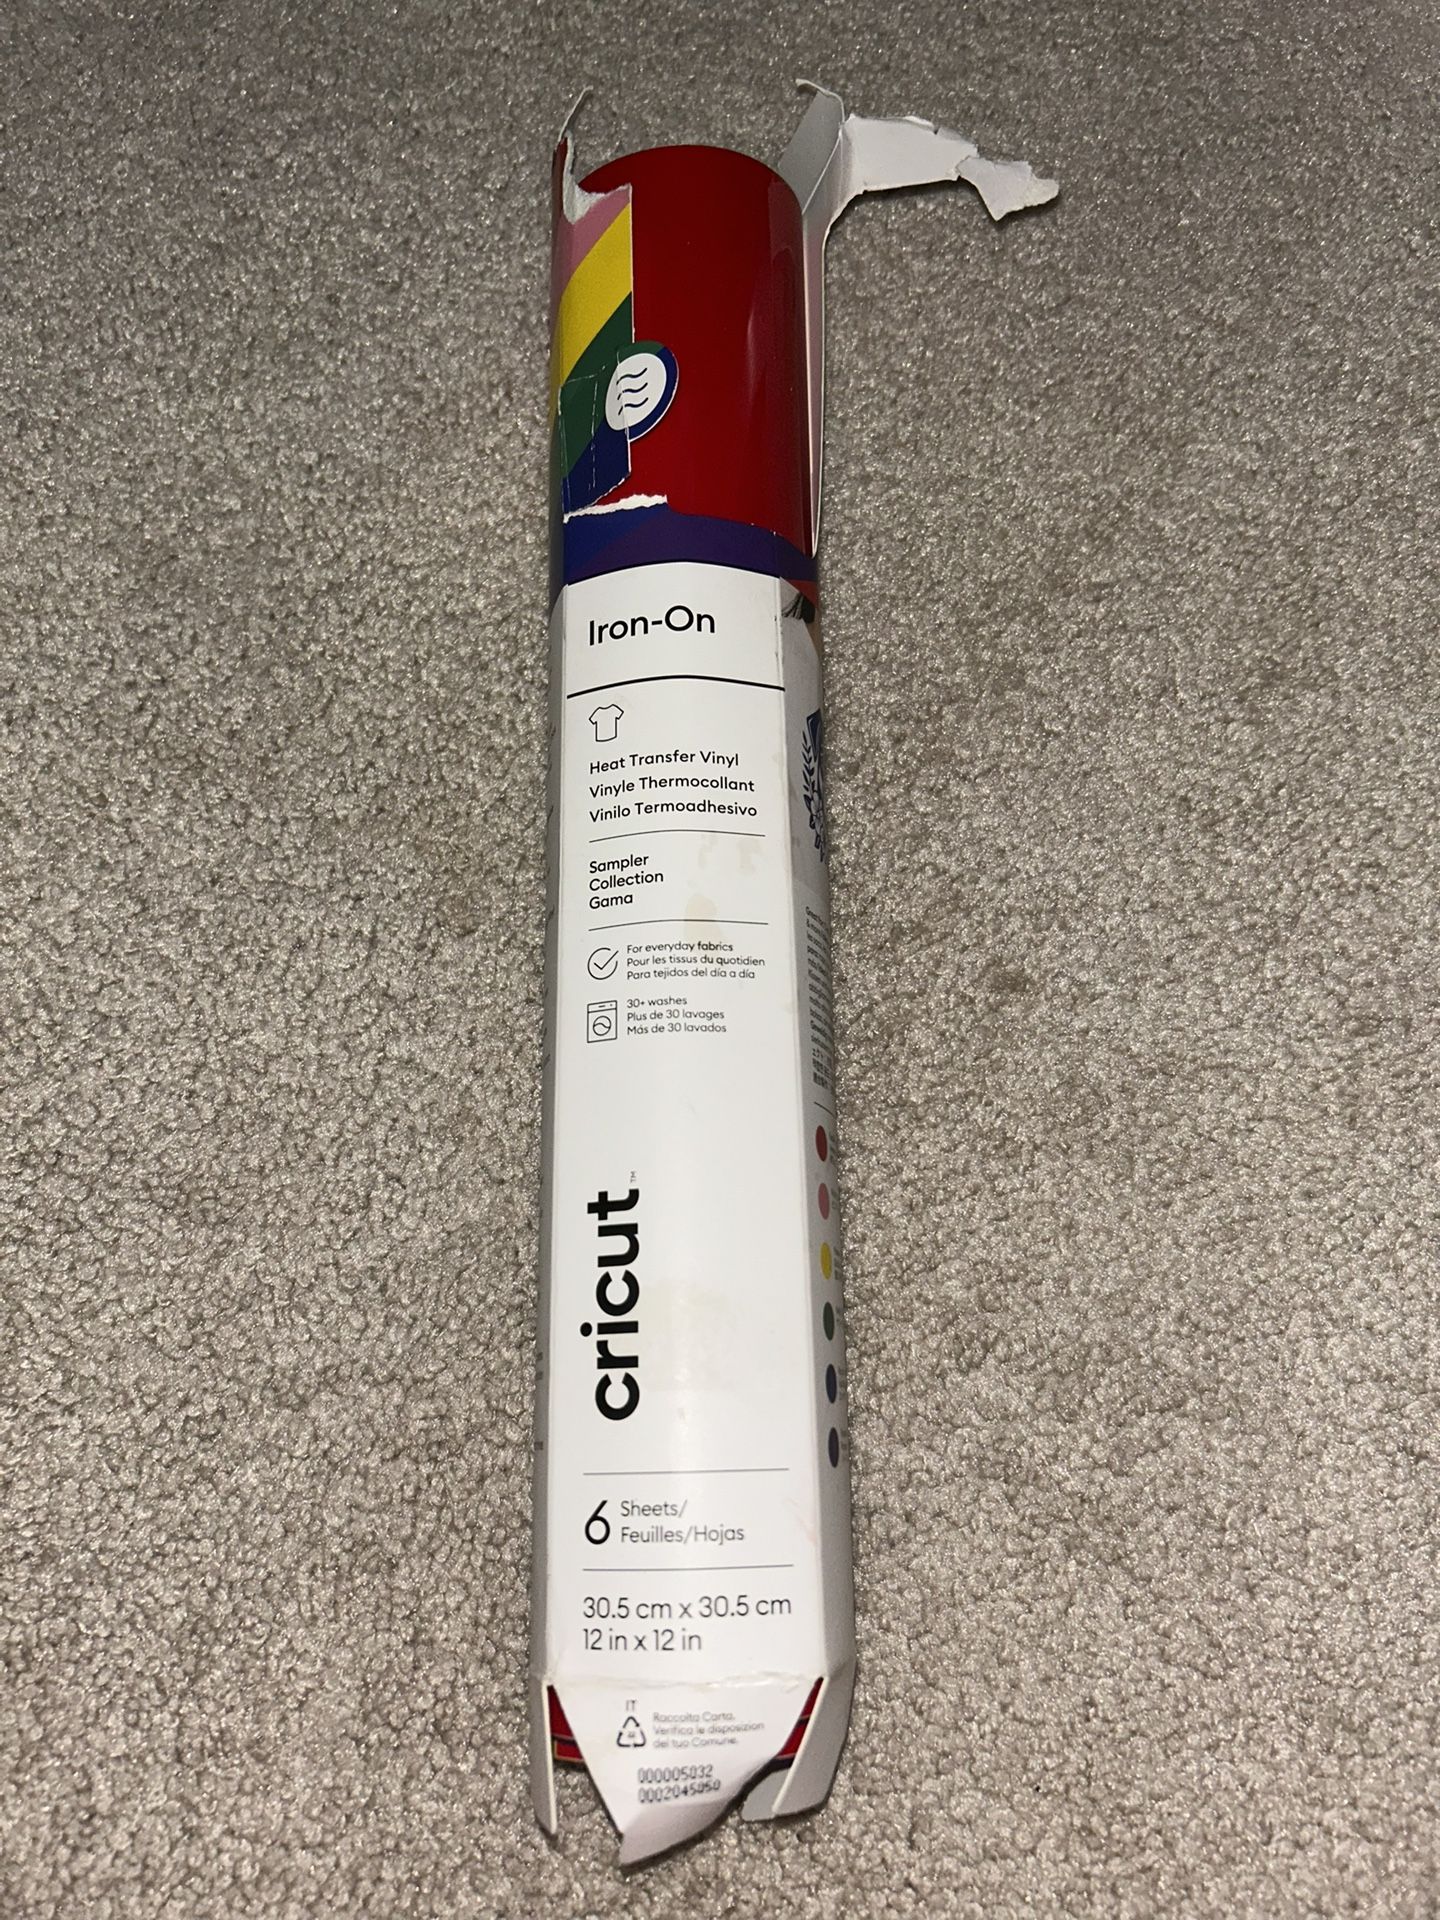 Iron-On
Heat Transfer Vinyl
Vinyle Thermocollant
Vinilo Termoadhesivo
Sampler
Collection
Gama
For everyday fabrics
Pour les tissus du quotidien
Para tejidos del día a día
30+ washes
Plus de 30 lavages
Más de 30 lavados
cricut™
6 Sheets/
Feuilles/Hojas
30.5 cm x 30.5 cm
12 in x 12 in
IT
Raccolta Carta.
Verifica le disposizion
del tuo Comune.
000005032
0002045050